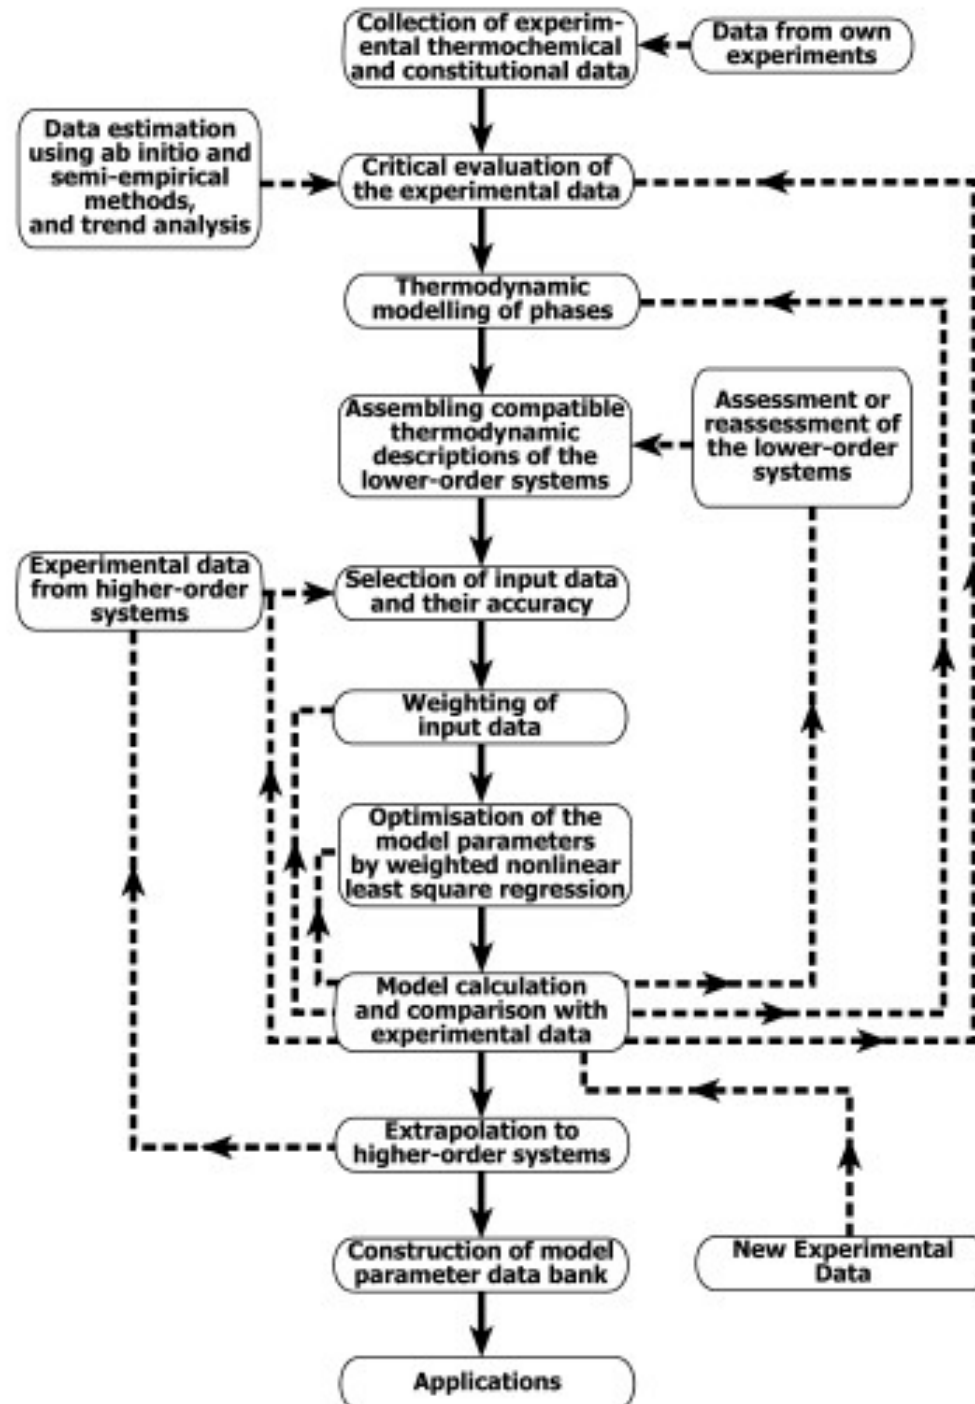 Collection of experim-
ental thermochemical
and constitutional data
Data from own
experiments
Data estimation
using ab initio and
semi-empirical
methods,
and trend analysis
Critical evaluation of
the experimental data
Thermodynamic
modelling of phases
Assembling compatible
thermodynamic
descriptions of the
lower-order systems
Assessment or
reassessment of
the lower-order
systems
Experimental data
from higher-order
systems
Selection of input data
and their accuracy
Weighting of
input data
Optimisation of the
model parameters
by weighted nonlinear
least square regression
Model calculation
and comparison with
experimental data
Extrapolation to
higher-order systems
Construction of model
parameter data bank
New Experimental
Data
Applications